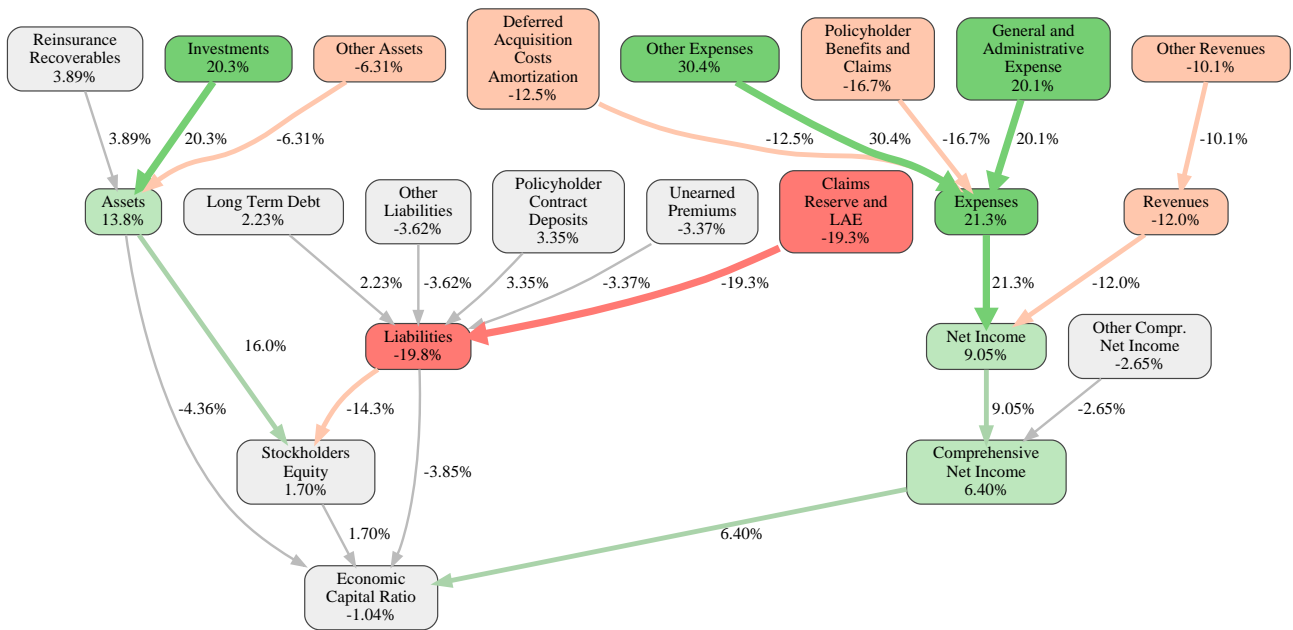 Reinsurance
Recoverables
3.89%
Investments
20.3%
Other Assets
-6.31%
Deferred
Acquisition
Costs
Amortization
-12.5%
Other Expenses
30.4%
Policyholder
Benefits and
Claims
-16.7%
General and
Administrative
Expense
20.1%
Other Revenues
-10.1%
3.89%
20.3%
-6.31%
-12.5%
30.4%
-16.7%
20.1%
-10.1%
Assets
13.8%
Long Term Debt
2.23%
Other
Liabilities
-3.62%
Policyholder
Contract
Deposits
3.35%
Unearned
Premiums
-3.37%
Claims
Reserve and
LAE
-19.3%
Expenses
21.3%
Revenues
-12.0%
2.23%
-3.62%
3.35%
-3.37%
-19.3%
21.3%
-12.0%
Liabilities
-19.8%
Net Income
9.05%
Other Compr.
Net Income
-2.65%
16.0%
-4.36%
-14.3%
9.05%
-2.65%
Stockholders
Equity
1.70%
-3.85%
Comprehensive
Net Income
6.40%
1.70%
6.40%
Economic
Capital Ratio
-1.04%